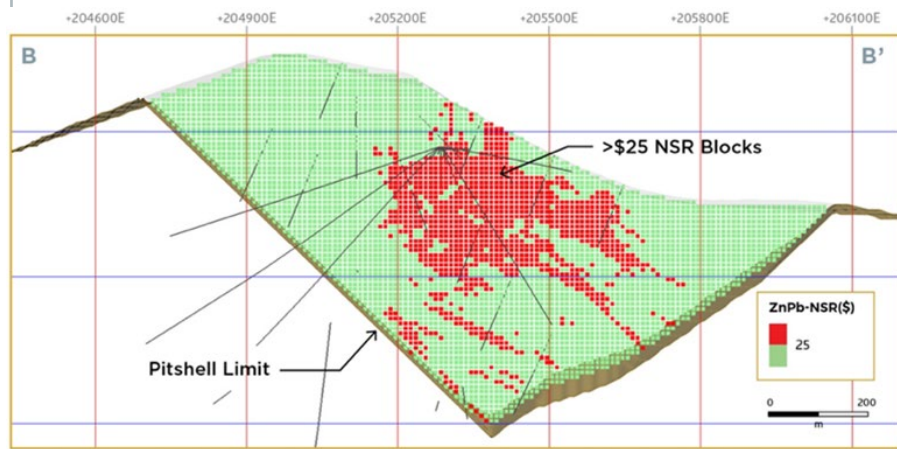 +204600E +204900E +205200E +205500E +205800E +206100E
B B'
>$25 NSR Blocks
ZnPb-NSR($)
25
Pitshell Limit
0 200
m